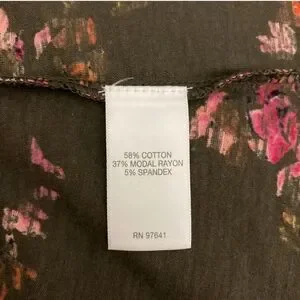 58% COTTON
37% MODAL RAYON
5% SPANDEX
RN 97641